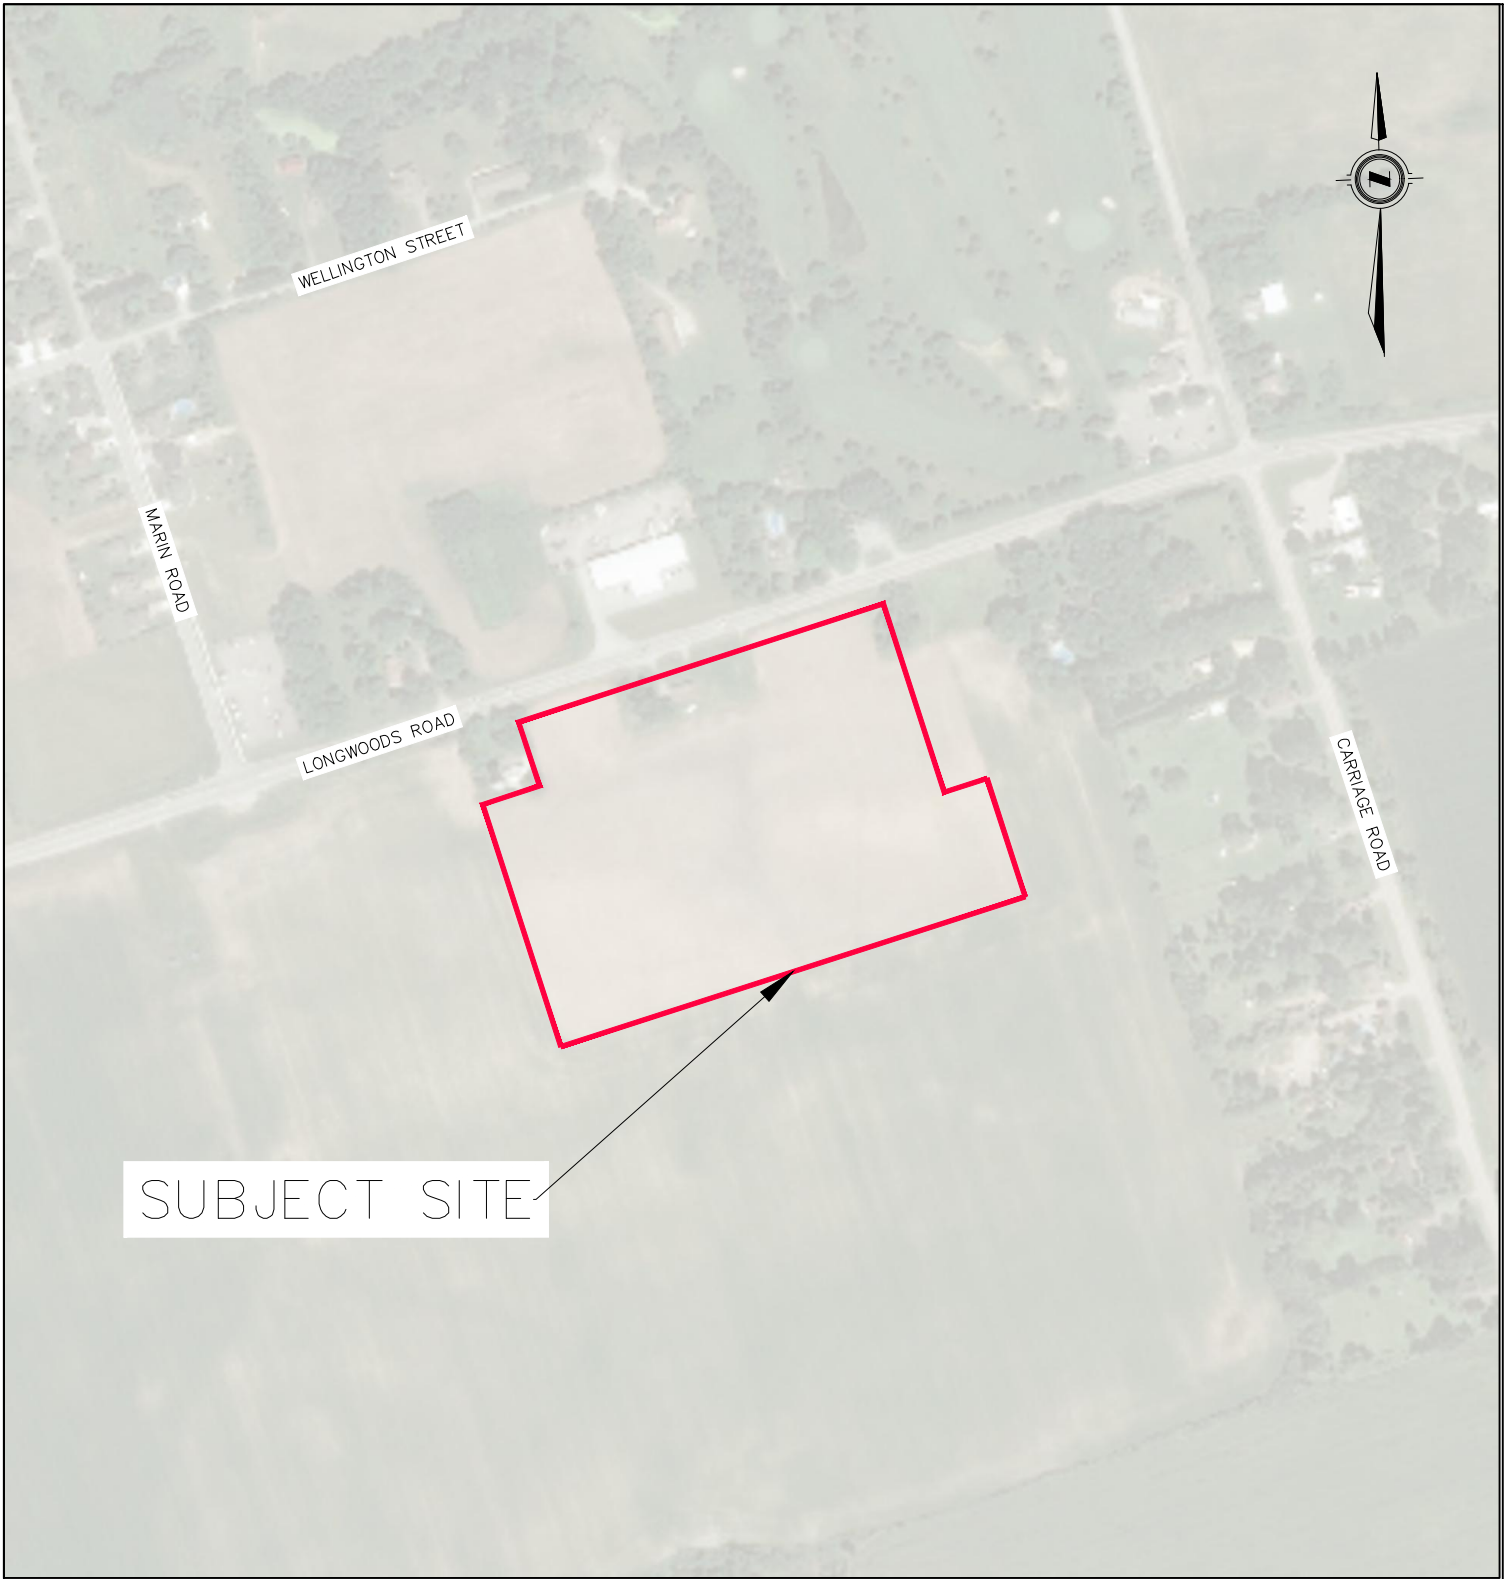 WELLINGTON STREET
MARIN ROAD
LONGWOODS ROAD
CARRIAGE ROAD
SUBJECT SITE
N